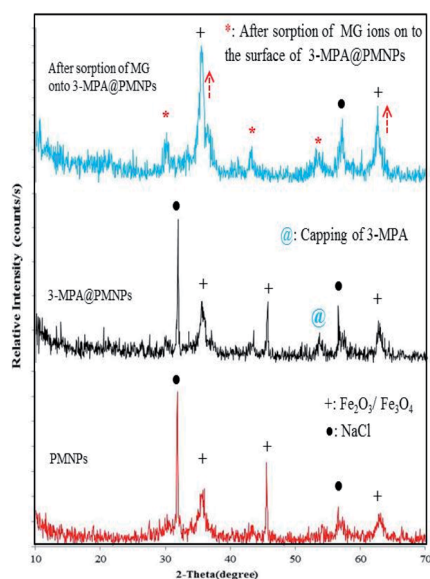 +
*: After sorption of MG ions on to
the surface of 3-MPA@PMNPs
After sorption of MG
onto 3-MPA@PMNPs
+
*
*
*
@: Capping of 3-MPA
3-MPA@PMNPs
+
+
@
+
+: Fe₂O₃/ Fe₃O₄
●: NaCl
PMNPs
+
+
+
Relative Intensity (counts/s)
10 20 30 40 50 60 70
2-Theta(degree)